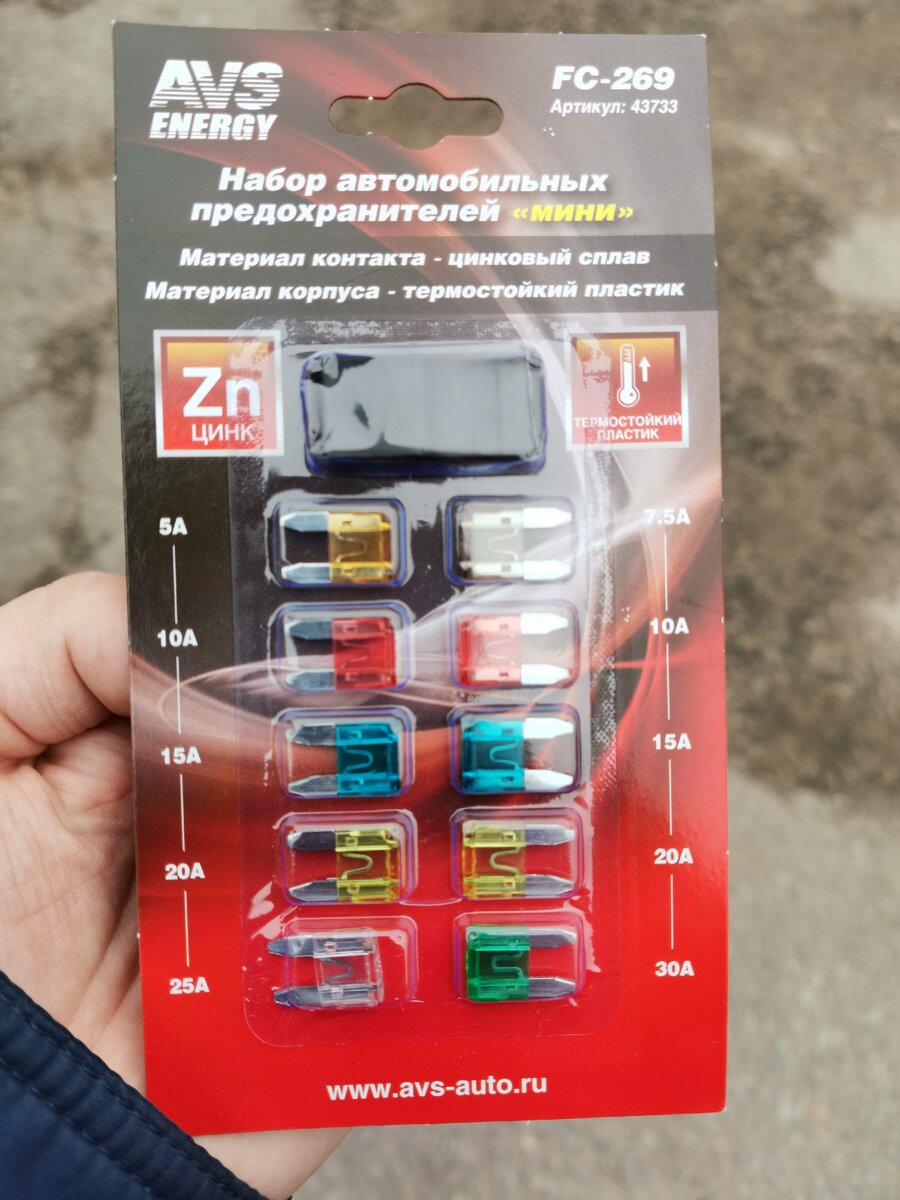 AVS
ENERGY
FC-269
Артикул: 43733
Набор автомобильных
предохранителей «мини»
Материал контакта - цинковый сплав
Материал корпуса - термостойкий пластик
Zn
ЦИНК
ТЕРМОСТОЙКИЙ
ПЛАСТИК
5A
7.5A
10A
10A
15A
15A
20A
20A
25A
30A
www.avs-auto.ru